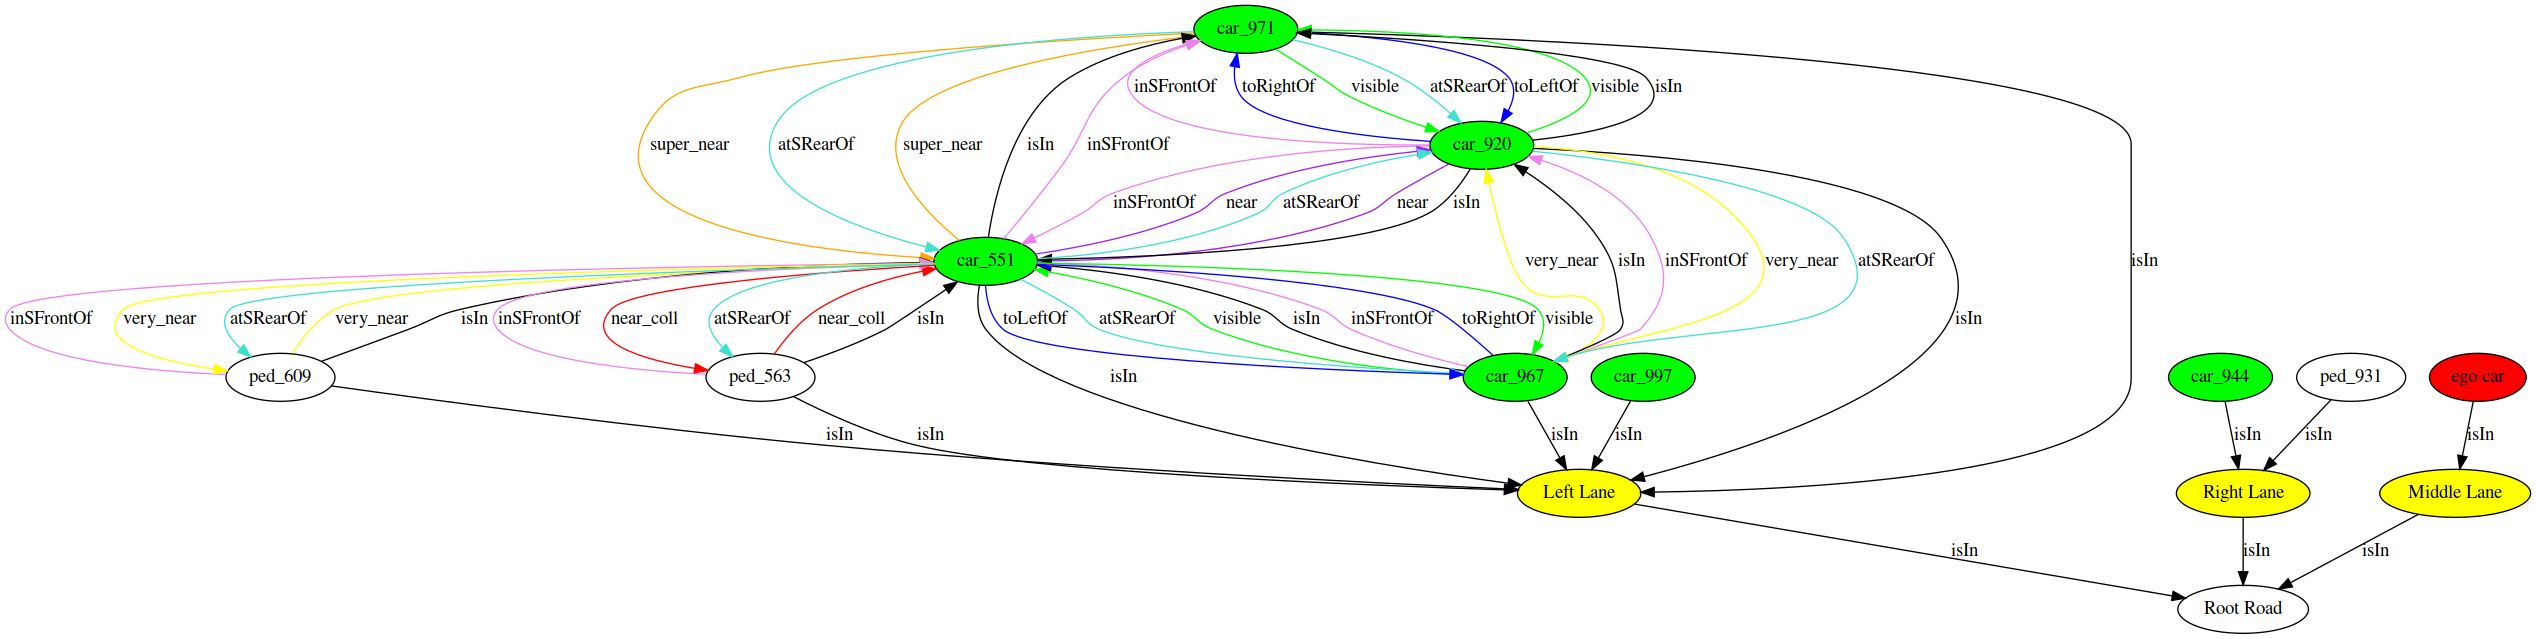 car_971
inSFrontOf
toRightOf
visible
atSRearOf
toLeftOf
visible
isIn
super_near
atSRearOf
super_near
isIn
inSFrontOf
car_920
inSFrontOf
near
atSRearOf
near
isIn
car_551
very_near
isIn
inSFrontOf
very_near
atSRearOf
isIn
inSFrontOf
very_near
atSRearOf
very_near
isIn
inSFrontOf
near_coll
atSRearOf
near_coll
isIn
toLeftOf
atSRearOf
visible
isIn
inSFrontOf
toRightOf
visible
isIn
ped_609
ped_563
isIn
car_967
car_997
car_944
ped_931
ego car
isIn
isIn
isIn
isIn
isIn
isIn
isIn
Left Lane
Right Lane
Middle Lane
isIn
isIn
isIn
Root Road